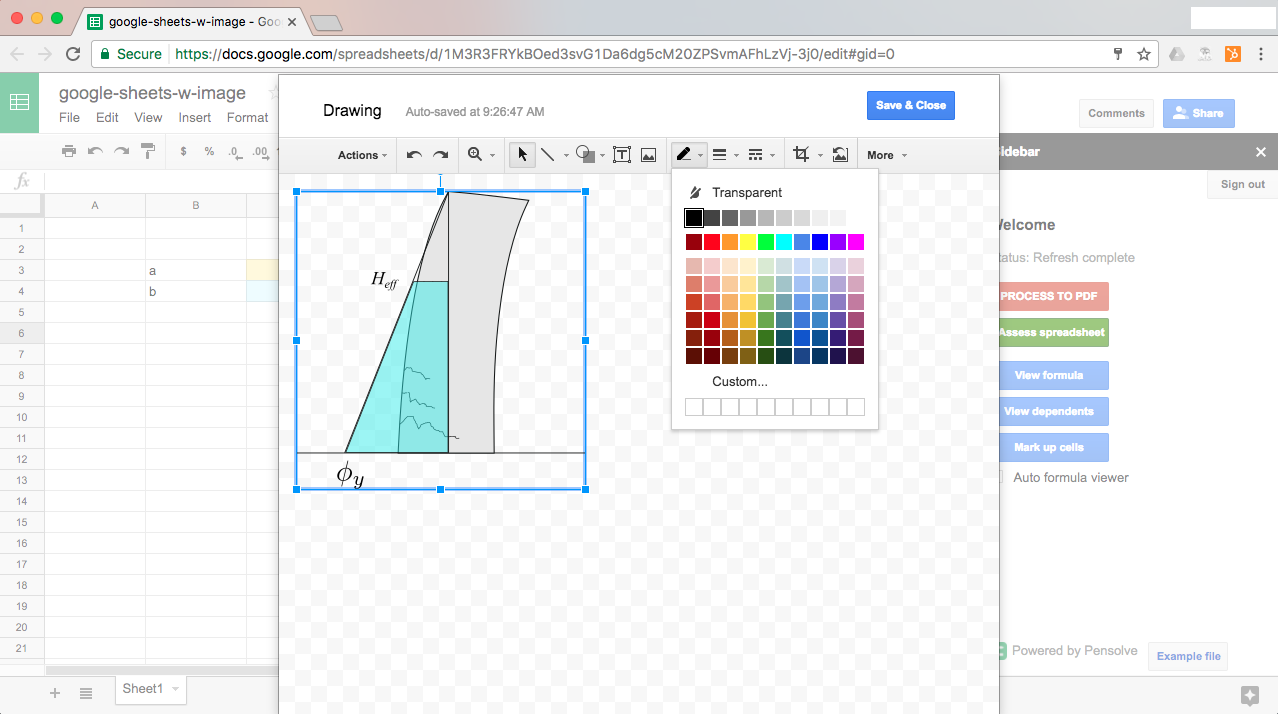 google-sheets-w-image - Goo
Secure https://docs.google.com/spreadsheets/d/1M3R3FRYkBOed3svG1Da6dg5cM20ZPSvmAFhLzVj-3j0/edit#gid=0
google-sheets-w-image
File Edit View Insert Format
Drawing
Auto-saved at 9:26:47 AM
Save & Close
Comments
Share
$ % .0 .00
Actions
More
idebar
Sign out
fx
A B
1
2
3 a
4 b
5
6
7
8
9
10
11
12
13
14
15
16
17
18
19
20
21
Heff
ϕy
Transparent
Custom...
elcome
tatus: Refresh complete
PROCESS TO PDF
Assess spreadsheet
View formula
View dependents
Mark up cells
Auto formula viewer
Powered by Pensolve
Example file
Sheet1